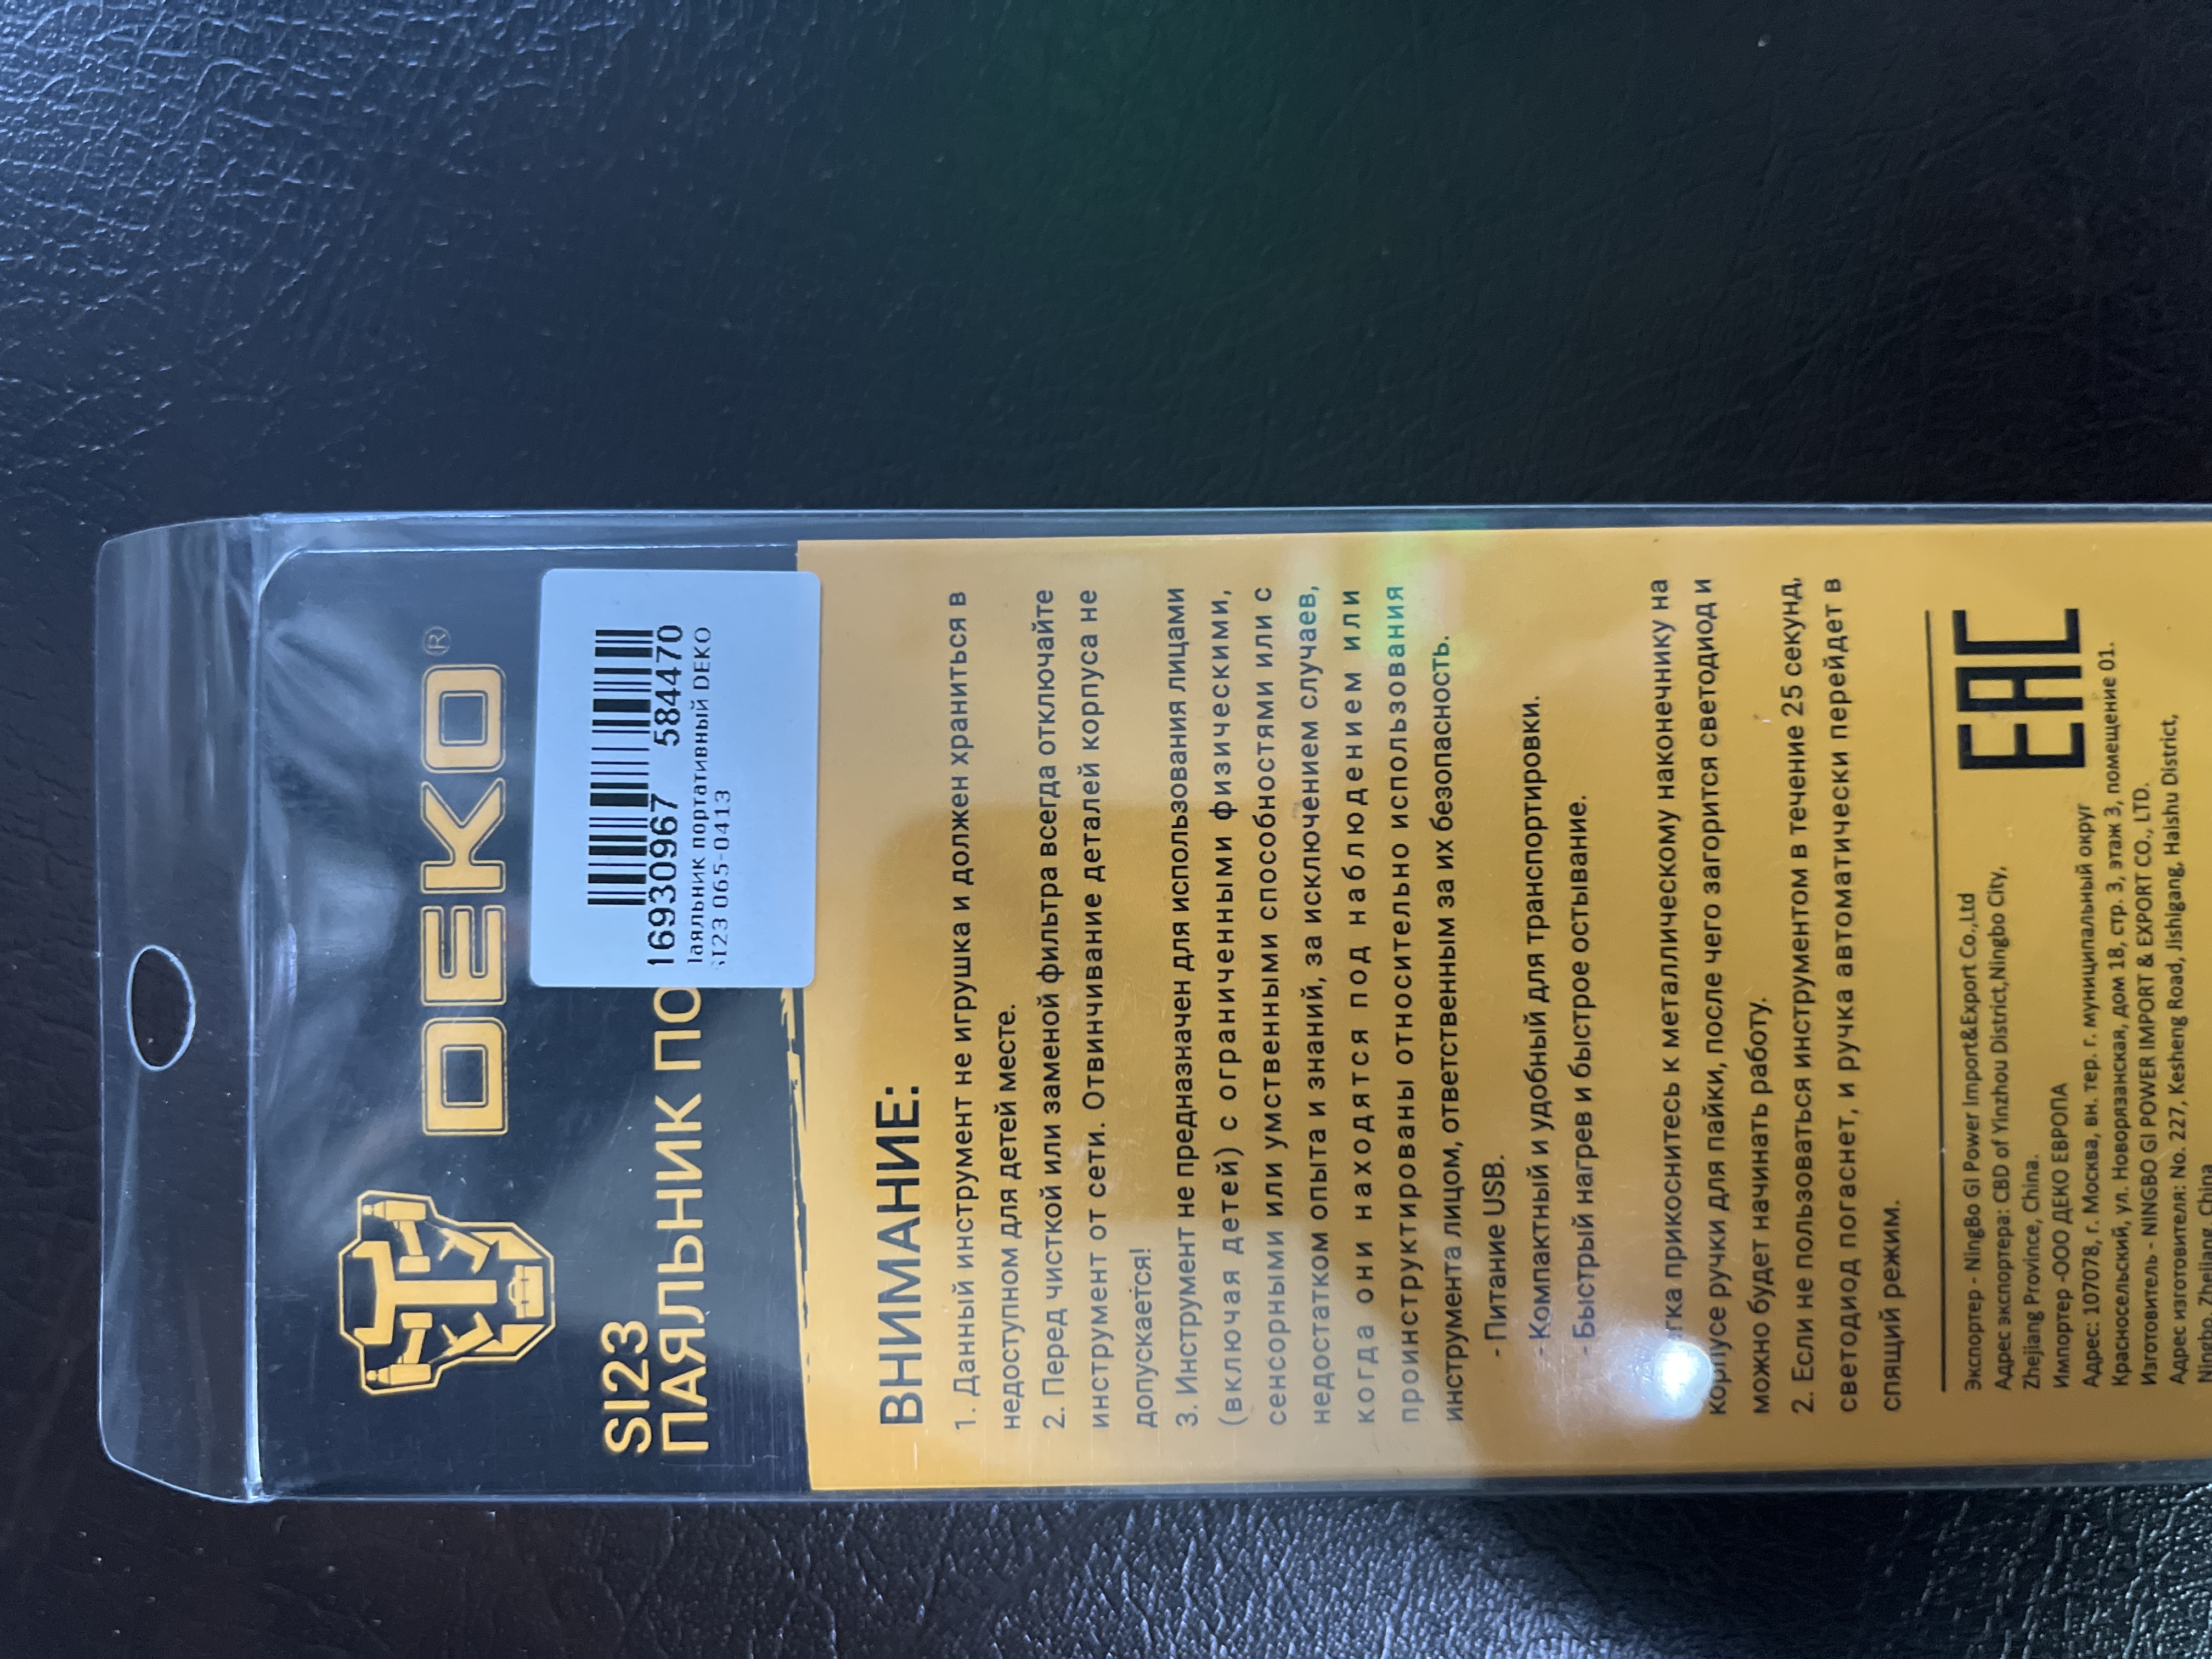 DEKO®
SI23
ПАЯЛЬНИК ПО
16930967 584470
аяльник портативный DEKO
SI23 065-0413
ВНИМАНИЕ:
1. Данный инструмент не игрушка и должен храниться в
недоступном для детей месте.
2. Перед чисткой или заменой фильтра всегда отключайте
инструмент от сети. Отвинчивание деталей корпуса не
допускается!
3. Инструмент не предназначен для использования лицами
(включая детей) с ограниченными физическими,
сенсорными или умственными способностями или с
недостатком опыта и знаний, за исключением случаев,
когда они находятся под наблюдением или
проинструктированы относительно использования
инструмента лицом, ответственным за их безопасность.
- Питание USB.
- Компактный и удобный для транспортировки.
- Быстрый нагрев и быстрое остывание.
прикоснитесь к металлическому наконечнику на
корпусе ручки для пайки, после чего загорится светодиод и
можно будет начинать работу.
2. Если не пользоваться инструментом в течение 25 секунд,
светодиод погаснет, и ручка автоматически перейдет в
спящий режим.
EAC
Экспортер - NingBo GI Power Import&Export Co.,Ltd
Адрес экспортера: CBD of Yinzhou District,Ningbo City,
Zhejiang Province, China.
Импортер -ООО ДЕКО ЕВРОПА
Адрес: 107078, г. Москва, вн. тер. г. муниципальный округ
Красносельский, ул. Новорязанская, дом 18, стр. 3, этаж 3, помещение 01.
Изготовитель - NINGBO GI POWER IMPORT & EXPORT CO., LTD.
Адрес изготовителя: No. 227, Kesheng Road, Jishigang, Haishu District,
Ningbo, Zhejiang, China